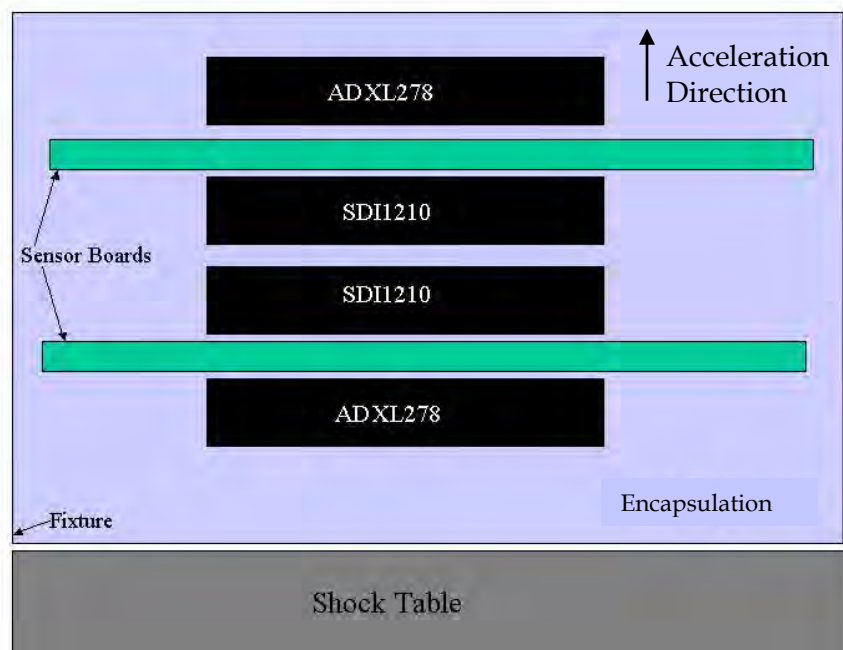 ADXL278
Acceleration
Direction
SDI1210
Sensor Boards
SDI1210
ADXL278
Encapsulation
Fixture
Shock Table